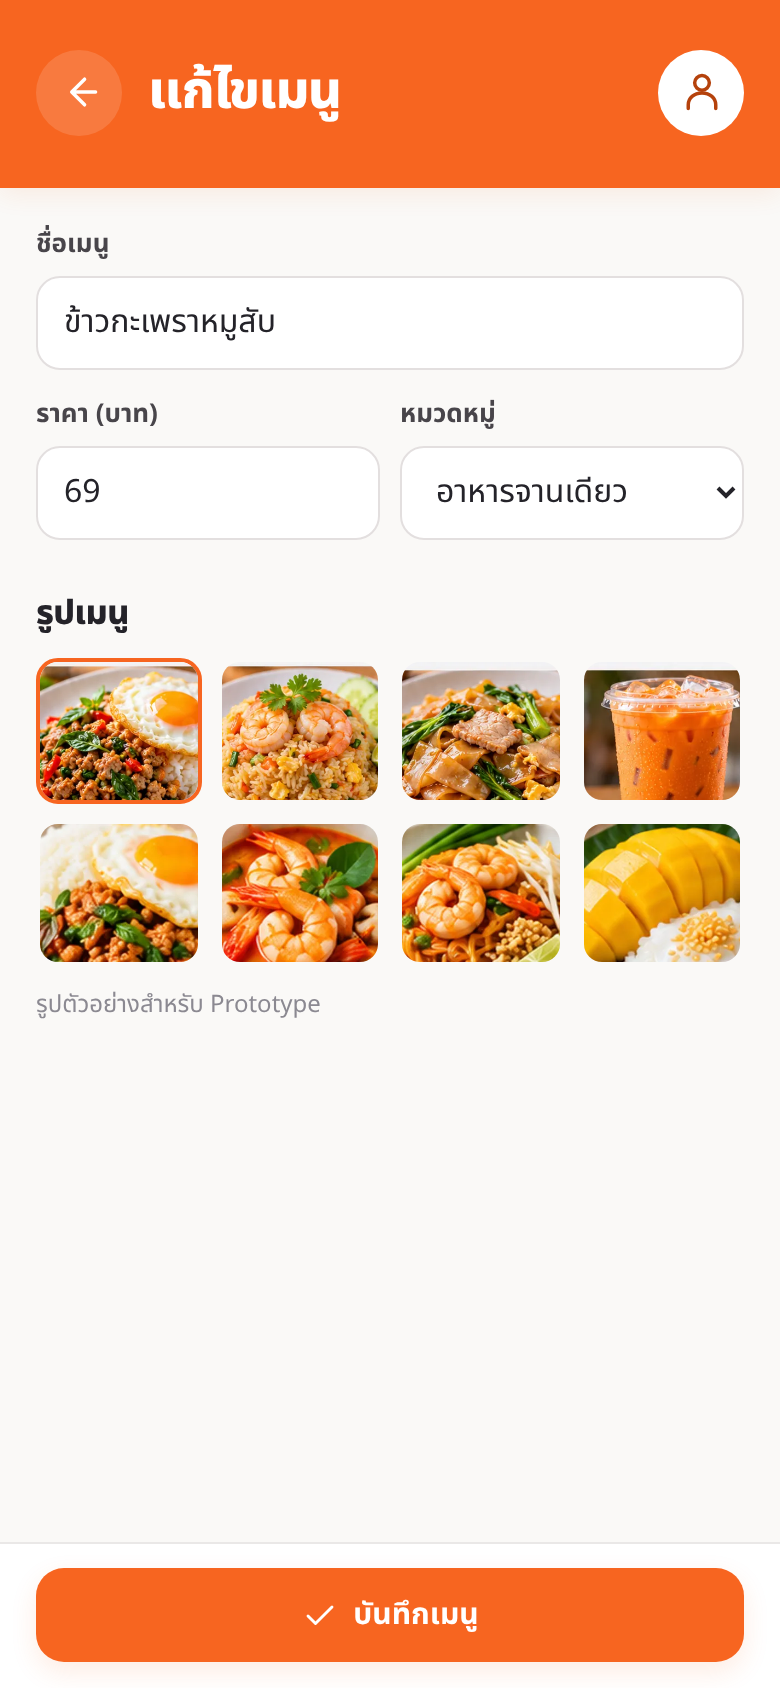 แก้ไขเมนู
ชื่อเมนู
ข้าวกะเพราหมูสับ
ราคา (บาท)
หมวดหมู่
69
อาหารจานเดียว
รูปเมนู
รูปตัวอย่างสำหรับ Prototype
บันทึกเมนู